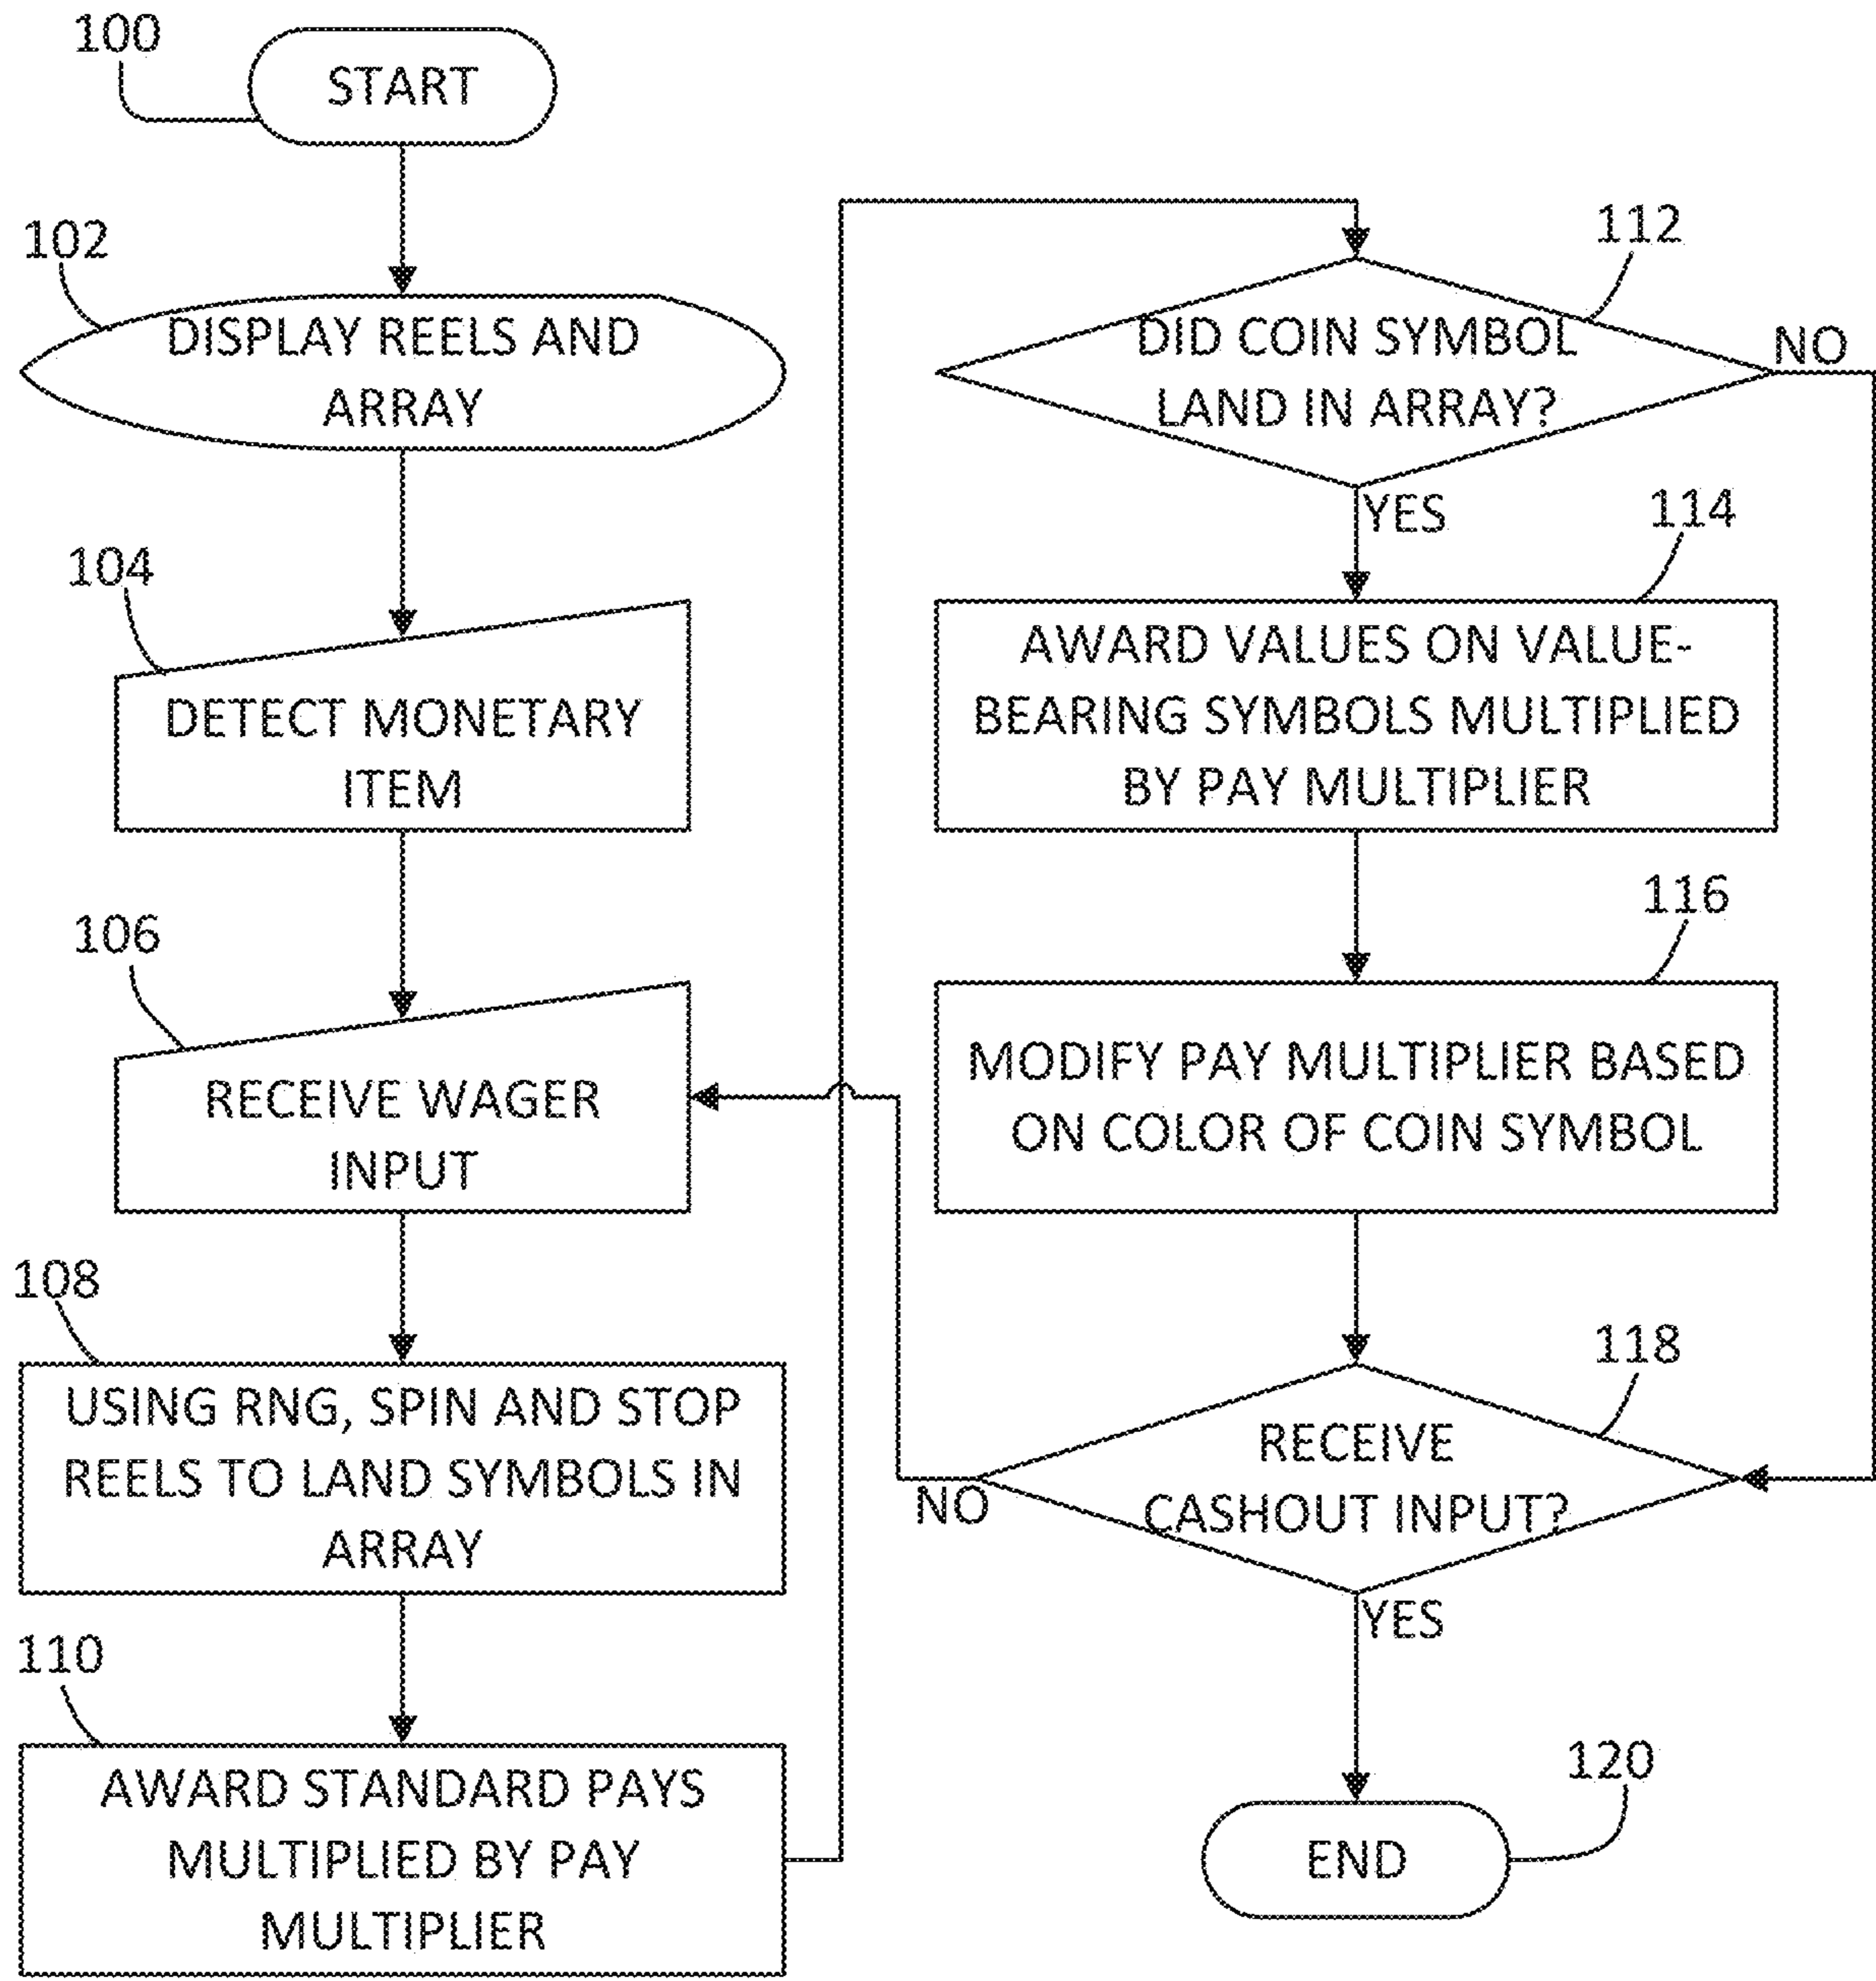 100
START
102
DISPLAY REELS AND
ARRAY
104
DETECT MONETARY
ITEM
106
RECEIVE WAGER
INPUT
108
USING RNG, SPIN AND STOP
REELS TO LAND SYMBOLS IN
ARRAY
110
AWARD STANDARD PAYS
MULTIPLIED BY PAY
MULTIPLIER
112
DID COIN SYMBOL
LAND IN ARRAY?
NO
YES
114
AWARD VALUES ON VALUE-
BEARING SYMBOLS MULTIPLIED
BY PAY MULTIPLIER
116
MODIFY PAY MULTIPLIER BASED
ON COLOR OF COIN SYMBOL
118
RECEIVE
CASHOUT INPUT?
NO
YES
120
END